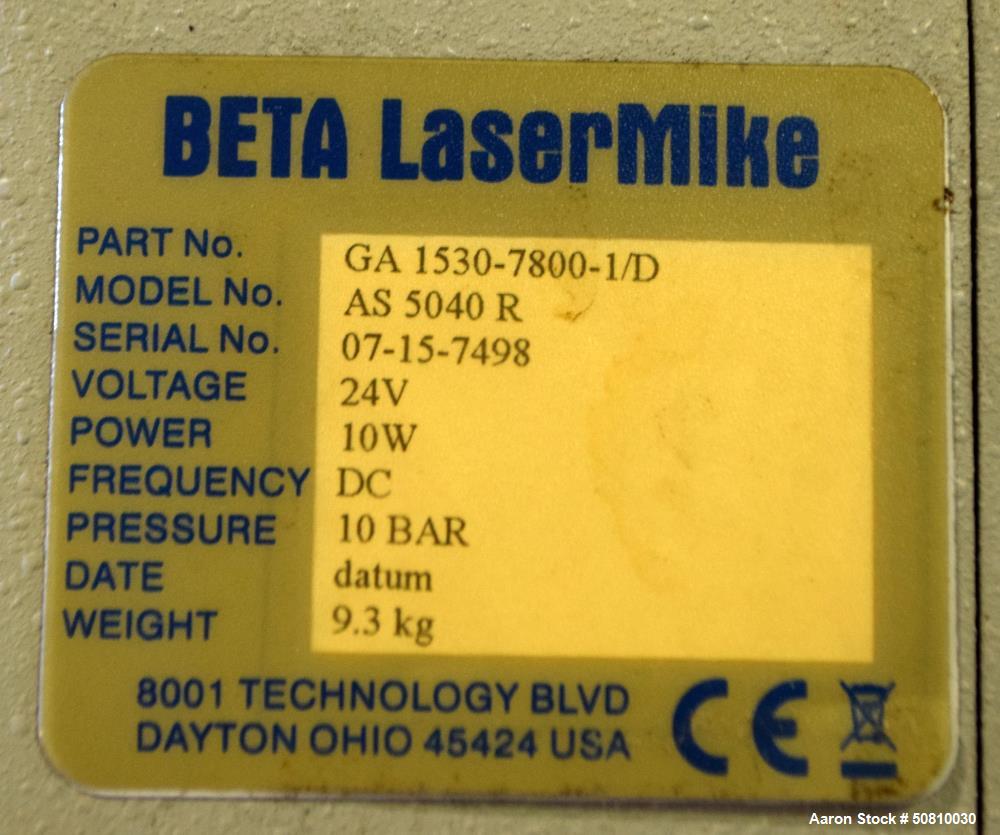 BETA LaserMike
PART No. GA 1530-7800-1/D
MODEL No. AS 5040 R
SERIAL No. 07-15-7498
VOLTAGE 24V
POWER 10W
FREQUENCY DC
PRESSURE 10 BAR
DATE datum
WEIGHT 9.3 kg
8001 TECHNOLOGY BLVD
DAYTON OHIO 45424 USA
CE
Aaron Stock # 50810030